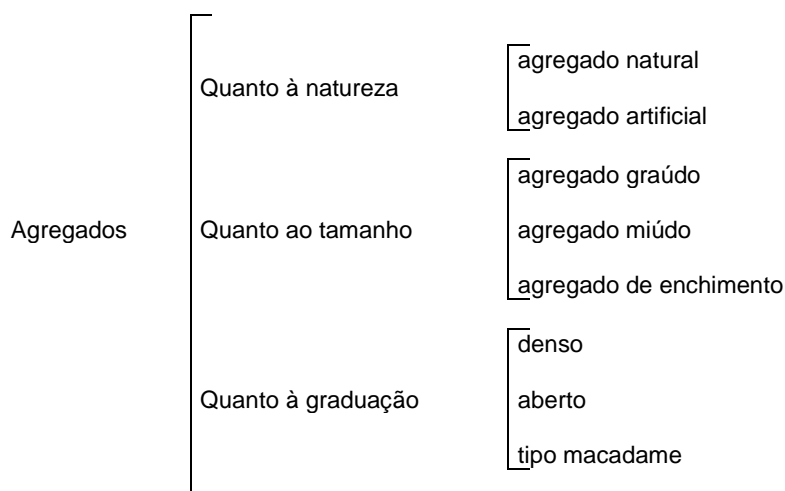 agregado natural
Quanto à natureza
agregado artificial
agregado graúdo
Agregados Quanto ao tamanho agregado miúdo
agregado de enchimento
denso
Quanto à graduação aberto
tipo macadame